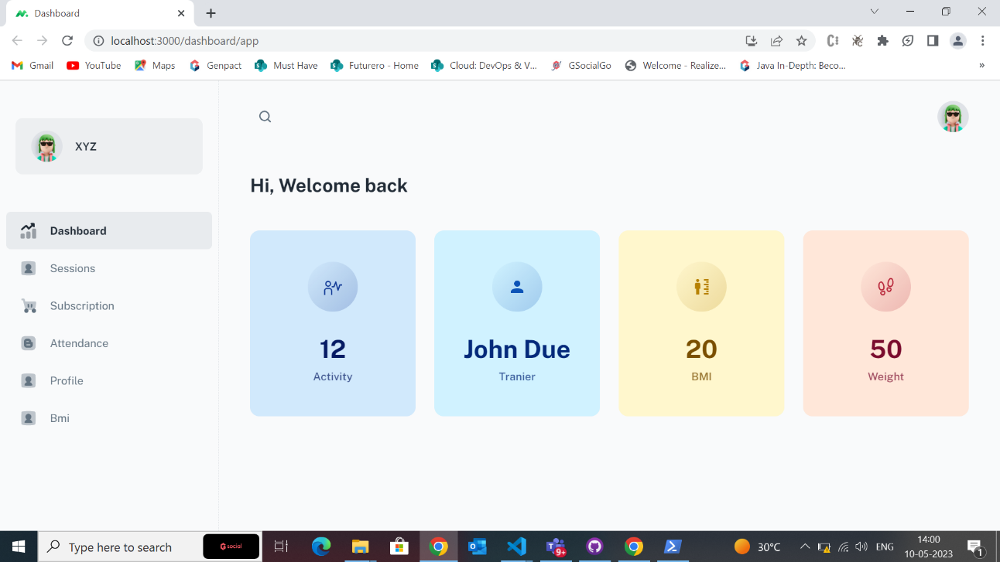 Dashboard
localhost:3000/dashboard/app
Gmail
YouTube
Maps
Genpact
Must Have
Futurero - Home
Cloud: DevOps & V...
GSocialGo
Welcome - Realize...
Java In-Depth: Beco...
»
XYZ
Hi, Welcome back
Dashboard
Sessions
Subscription
Attendance
Profile
Bmi
12
Activity
John Due
Tranier
20
BMI
50
Weight
Type here to search
social
9+
30°C
ENG
14:00
10-05-2023
1